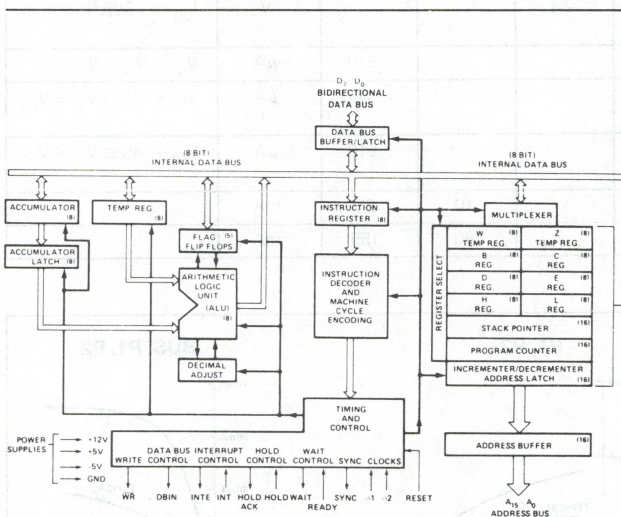 D7 D0
BIDIRECTIONAL
DATA BUS
DATA BUS
BUFFER/LATCH
(8 BIT)
INTERNAL DATA BUS
(8 BIT)
INTERNAL DATA BUS
ACCUMULATOR (8)
TEMP REG (8)
FLAG (5)
FLIP FLOPS
INSTRUCTION
REGISTER (8)
MULTIPLEXER
ACCUMULATOR
LATCH (8)
ARITHMETIC
LOGIC
UNIT
(ALU)
(8)
DECIMAL
ADJUST
INSTRUCTION
DECODER
AND
MACHINE
CYCLE
ENCODING
REGISTER SELECT
W (8) Z (8)
TEMP REG. TEMP REG.
B (8) C (8)
REG. REG.
D (8) E (8)
REG. REG.
H (8) L (8)
REG. REG.
STACK POINTER (16)
PROGRAM COUNTER (16)
INCREMENTER/DECREMENTER
ADDRESS LATCH (16)
BUS, P1, P2
TIMING
AND
CONTROL
POWER
SUPPLIES
+12V
+5V
-5V
GND
DATA BUS INTERRUPT HOLD WAIT
WRITE CONTROL CONTROL CONTROL CONTROL SYNC CLOCKS
WR DBIN INTE INT HOLD ACK HOLD WAIT READY SYNC φ1 φ2 RESET
ADDRESS BUFFER (16)
A15 A0
ADDRESS BUS